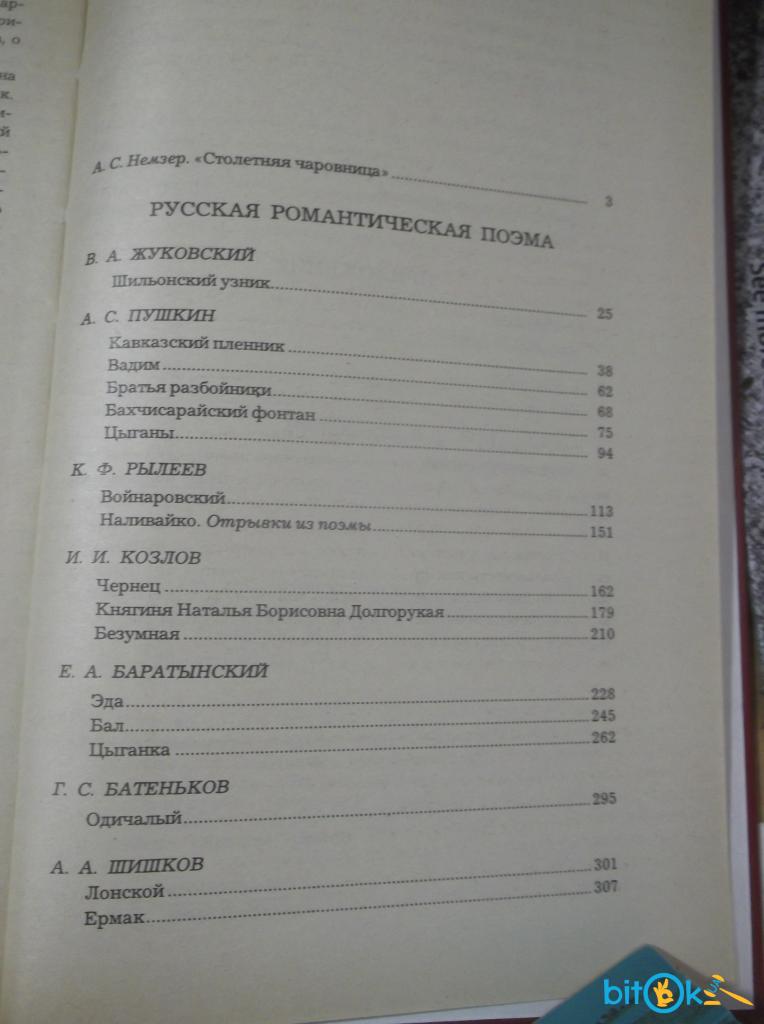 А. С. Немзер. «Столетняя чаровница» 3
РУССКАЯ РОМАНТИЧЕСКАЯ ПОЭМА
В. А. ЖУКОВСКИЙ
Шильонский узник 25
А. С. ПУШКИН
Кавказский пленник 38
Вадим 62
Братья разбойники 68
Бахчисарайский фонтан 75
Цыганы 94
К. Ф. РЫЛЕЕВ
Войнаровский 113
Наливайко. Отрывки из поэмы 151
И. И. КОЗЛОВ
Чернец 162
Княгиня Наталья Борисовна Долгорукая 179
Безумная 210
Е. А. БАРАТЫНСКИЙ
Эда 228
Бал 245
Цыганка 262
Г. С. БАТЕНЬКОВ
Одичалый 295
А. А. ШИШКОВ
Лонской 301
Ермак 307
bitOk